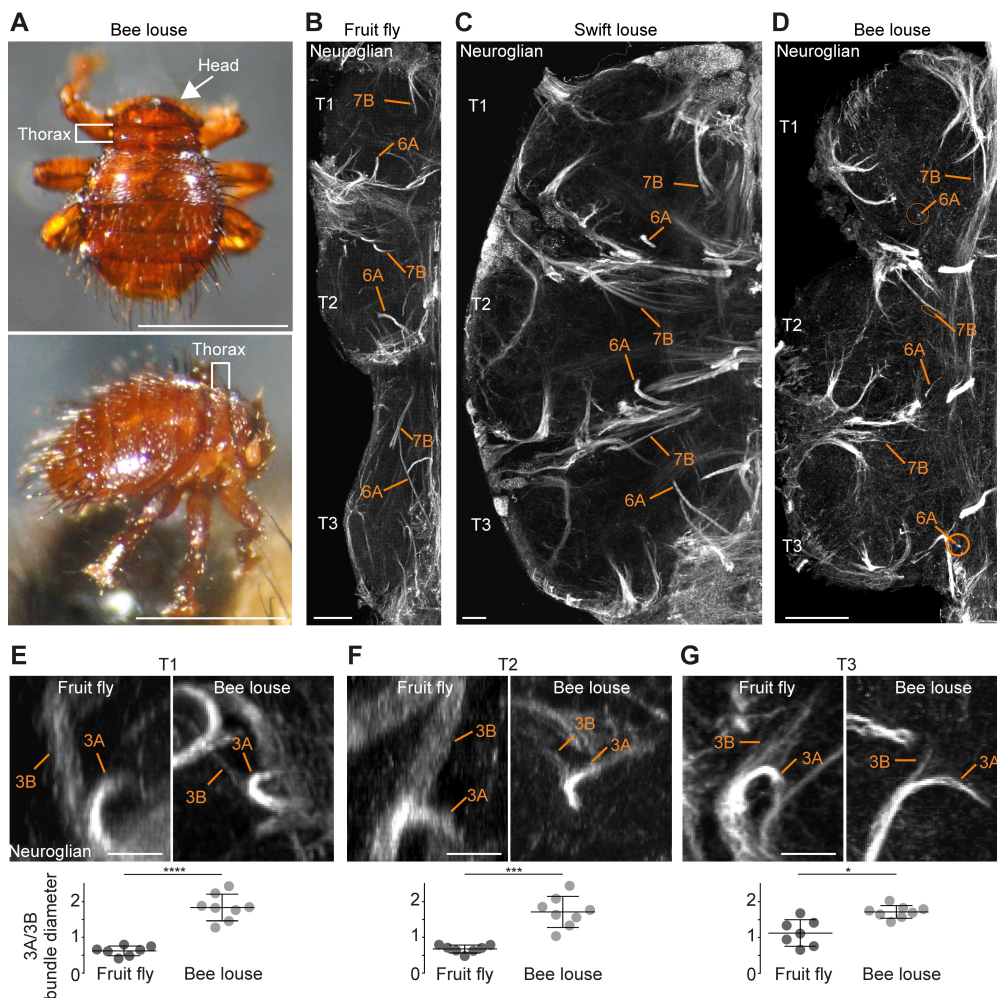 A
Bee louse
Head
Thorax
Thorax
B
Fruit fly
Neuroglian
T1
7B
6A
6A
7B
T2
7B
6A
T3
C
Swift louse
Neuroglian
T1
7B
6A
T2
7B
6A
7B
6A
T3
D
Bee louse
Neuroglian
T1
7B
6A
T2
7B
6A
7B
6A
T3
E
T1
Fruit fly
Bee louse
3A
3B
3A
3B
Neuroglian
F
T2
Fruit fly
Bee louse
3B
3A
3B
3A
G
T3
Fruit fly
Bee louse
3B
3A
3B
3A
3A/3B
bundle diameter
****
2
1
0
Fruit fly
Bee louse
***
2
1
0
Fruit fly
Bee louse
*
2
1
0
Fruit fly
Bee louse